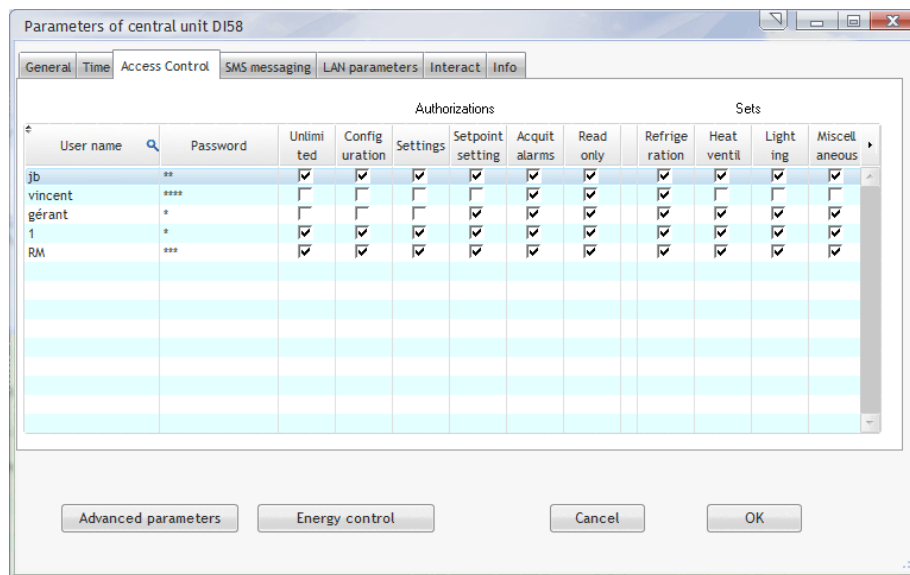 Parameters of central unit DI58
General Time Access Control SMS messaging LAN parameters Interact Info
Authorizations Sets
User name Password Unlimi ted Config uration Settings Setpoint setting Acquit alarms Read only Refrige ration Heat ventil Light ing Miscell aneous
jb **
vincent ****
gérant *
1 *
RM ***
Advanced parameters Energy control Cancel OK